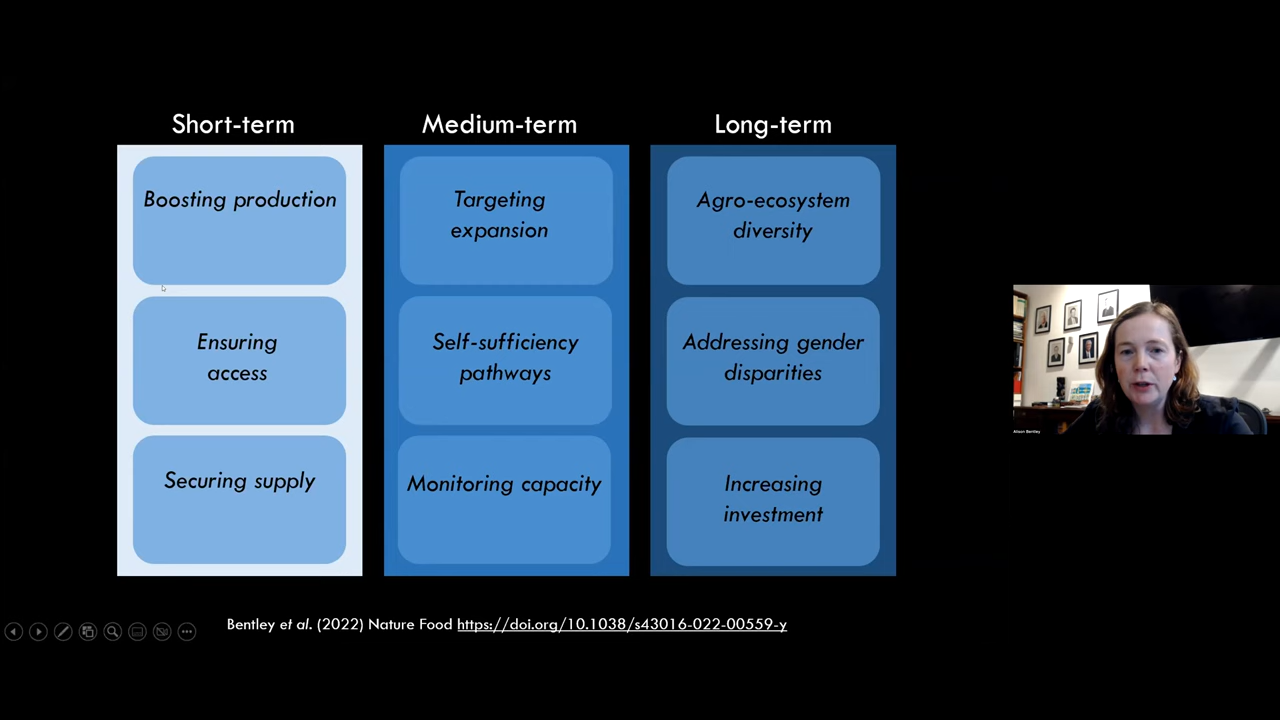 Short-term
Medium-term
Long-term
Boosting production
Targeting
expansion
Agro-ecosystem
diversity
Ensuring
access
Self-sufficiency
pathways
Addressing gender
disparities
Securing supply
Monitoring capacity
Increasing
investment
Bentley et al. (2022) Nature Food https://doi.org/10.1038/s43016-022-00559-y
Alison Bentley